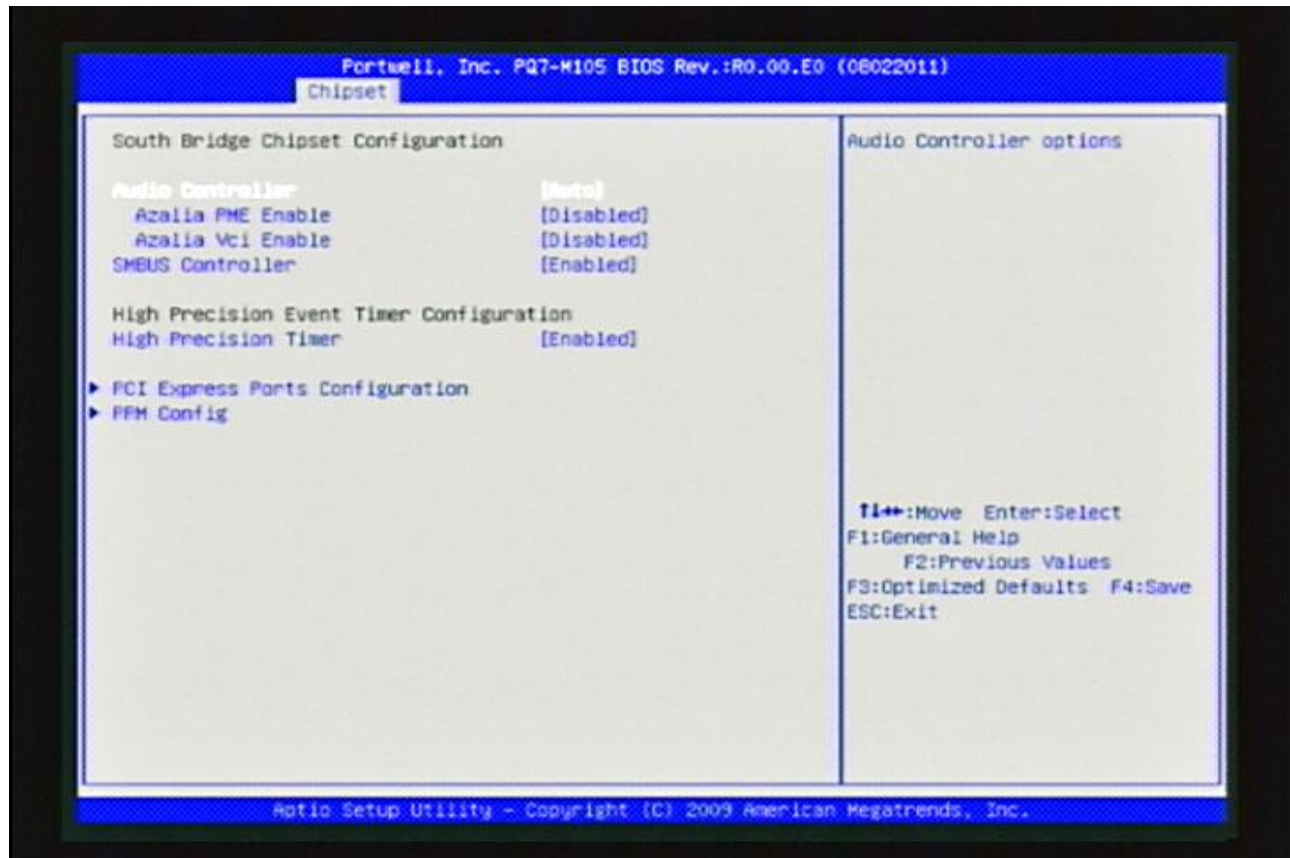 Portwell, Inc. PQ7-M105 BIOS Rev.:R0.00.E0 (08022011)
Chipset
South Bridge Chipset Configuration
Audio Controller [Auto]
Azalia PME Enable [Disabled]
Azalia Vci Enable [Disabled]
SMBUS Controller [Enabled]
High Precision Event Timer Configuration
High Precision Timer [Enabled]
PCI Express Ports Configuration
PPM Config
Audio Controller options
↑↓↔:Move Enter:Select
F1:General Help
F2:Previous Values
F3:Optimized Defaults F4:Save
ESC:Exit
Aptio Setup Utility – Copyright (C) 2009 American Megatrends, Inc.